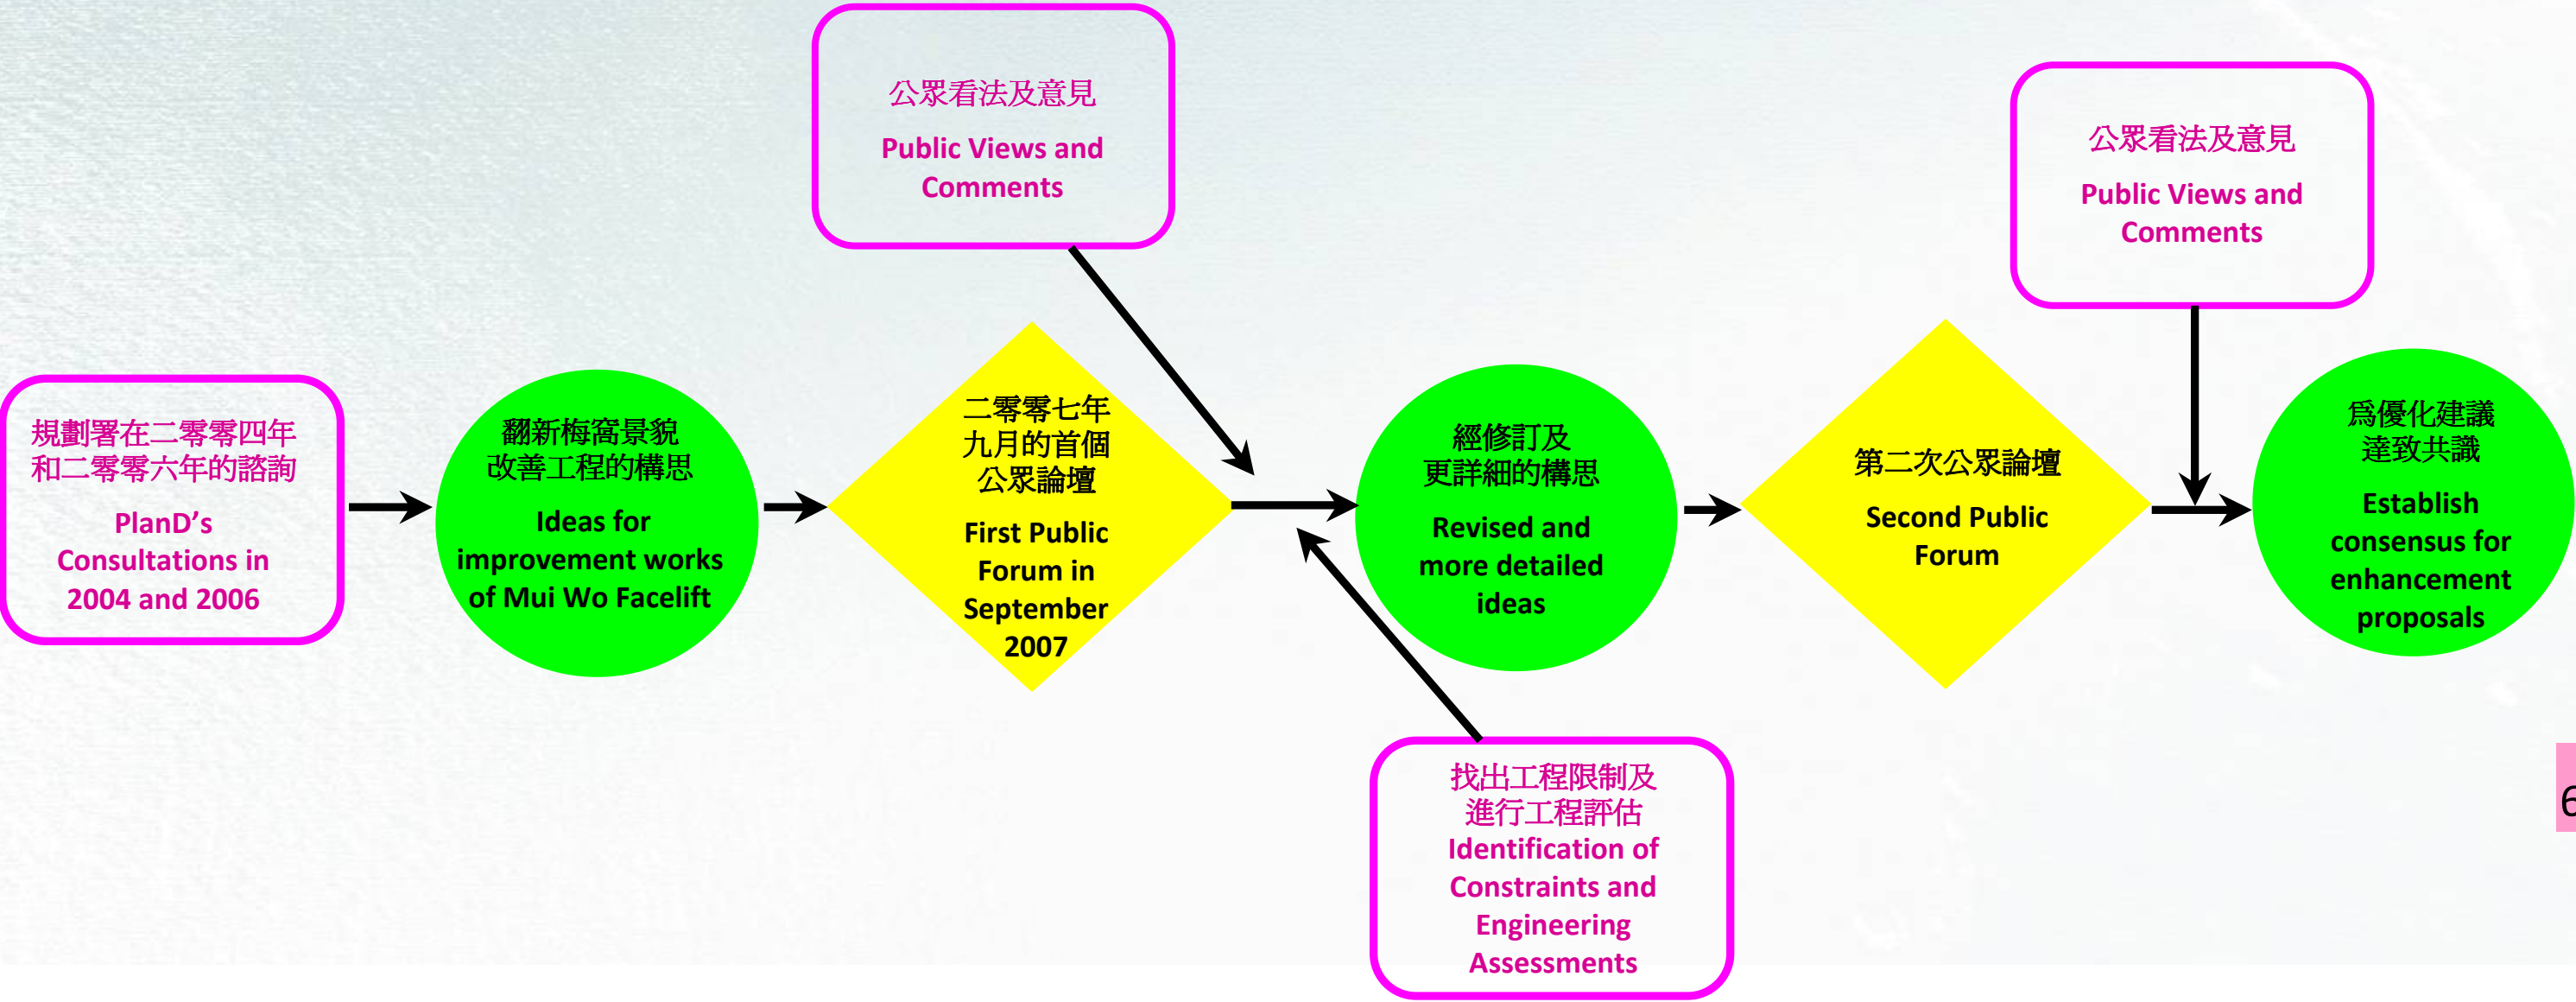 規劃署在二零零四年
和二零零六年的諮詢
PlanD’s
Consultations in
2004 and 2006
翻新梅窩景貌
改善工程的構思
Ideas for
improvement works
of Mui Wo Facelift
公眾看法及意見
Public Views and
Comments
二零零七年
九月的首個
公眾論壇
First Public
Forum in
September
2007
經修訂及
更詳細的構思
Revised and
more detailed
ideas
找出工程限制及
進行工程評估
Identification of
Constraints and
Engineering
Assessments
第二次公眾論壇
Second Public
Forum
公眾看法及意見
Public Views and
Comments
為優化建議
達致共識
Establish
consensus for
enhancement
proposals
6